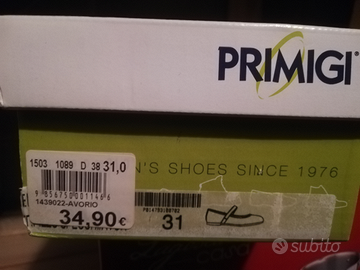 PRIMIGI
1503 1089 D 38 31,0
N'S SHOES SINCE 1976
1439022-AVORIO
34,90€
31
subito